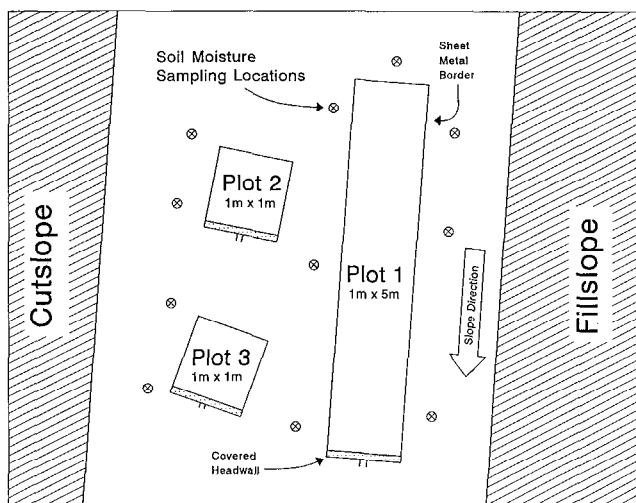 Soil Moisture
Sampling Locations
Sheet
Metal
Border
Plot 2
1m x 1m
Plot 1
1m x 5m
Plot 3
1m x 1m
Cutslope
Fillslope
Slope Direction
Covered
Headwall